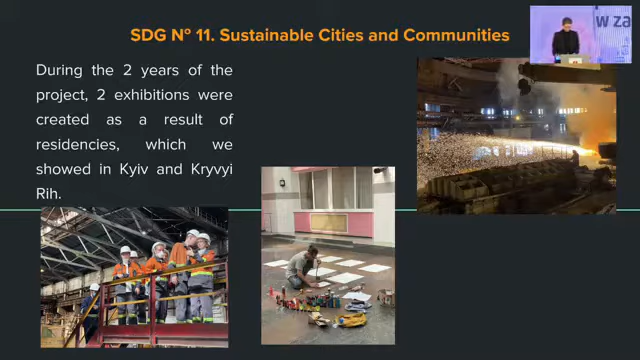 SDG Nº 11. Sustainable Cities and Communities
During the 2 years of the
project, 2 exhibitions were
created as a result of
residencies, which we
showed in Kyiv and Kryvyi
Rih.
w za